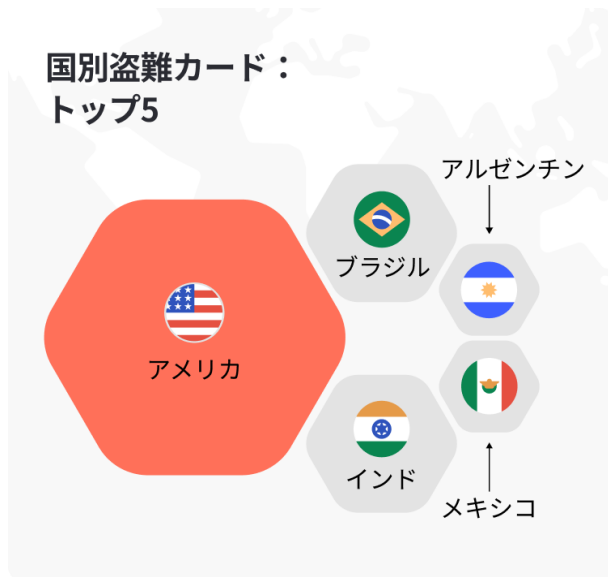 国別盗難カード：
トップ5
アルゼンチン
ブラジル
アメリカ
インド
メキシコ